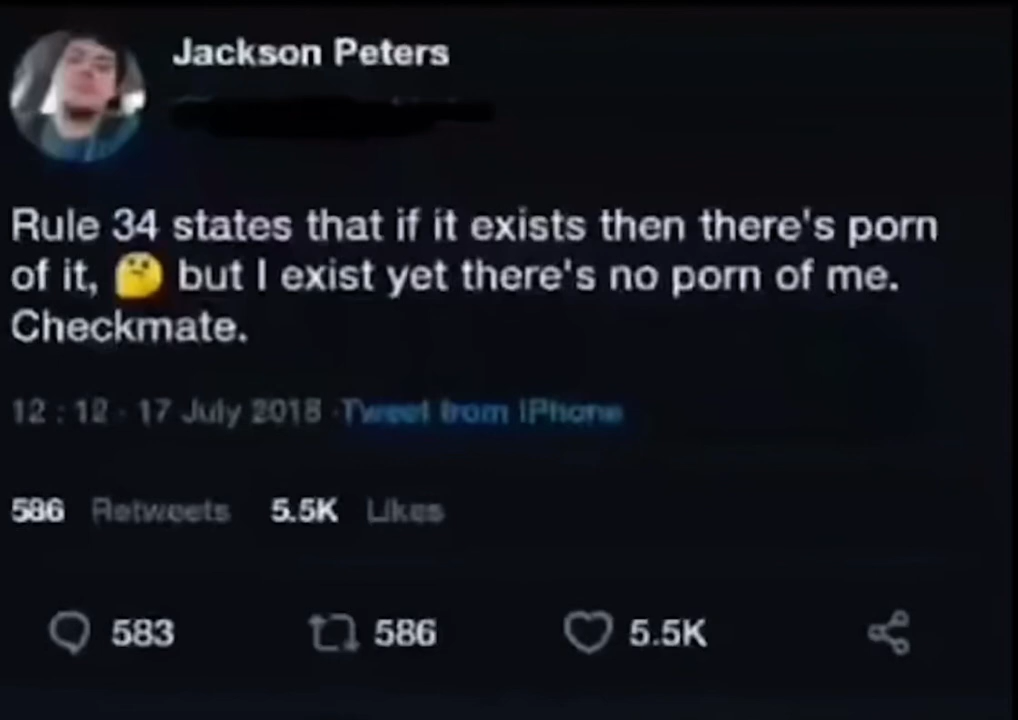 Jackson Peters
Rule 34 states that if it exists then there's porn
of it, 🤔 but I exist yet there's no porn of me.
Checkmate.
12:12 · 17 July 2018 · Tweet from iPhone
586 Retweets 5.5K Likes
583 586 5.5K